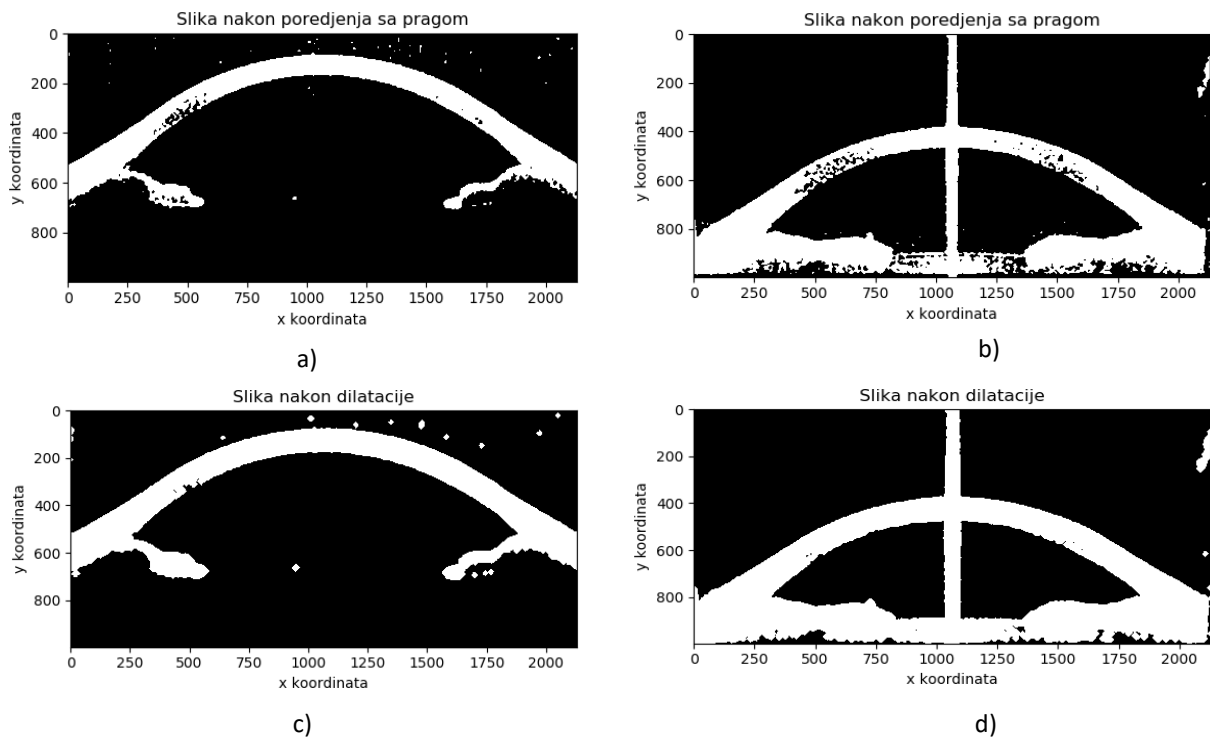 Slika nakon poredjenja sa pragom
0
200
400
600
800
y koordinata
0 250 500 750 1000 1250 1500 1750 2000
x koordinata
a)
Slika nakon poredjenja sa pragom
0
200
400
600
800
y koordinata
0 250 500 750 1000 1250 1500 1750 2000
x koordinata
b)
Slika nakon dilatacije
0
200
400
600
800
y koordinata
0 250 500 750 1000 1250 1500 1750 2000
x koordinata
c)
Slika nakon dilatacije
0
200
400
600
800
y koordinata
0 250 500 750 1000 1250 1500 1750 2000
x koordinata
d)